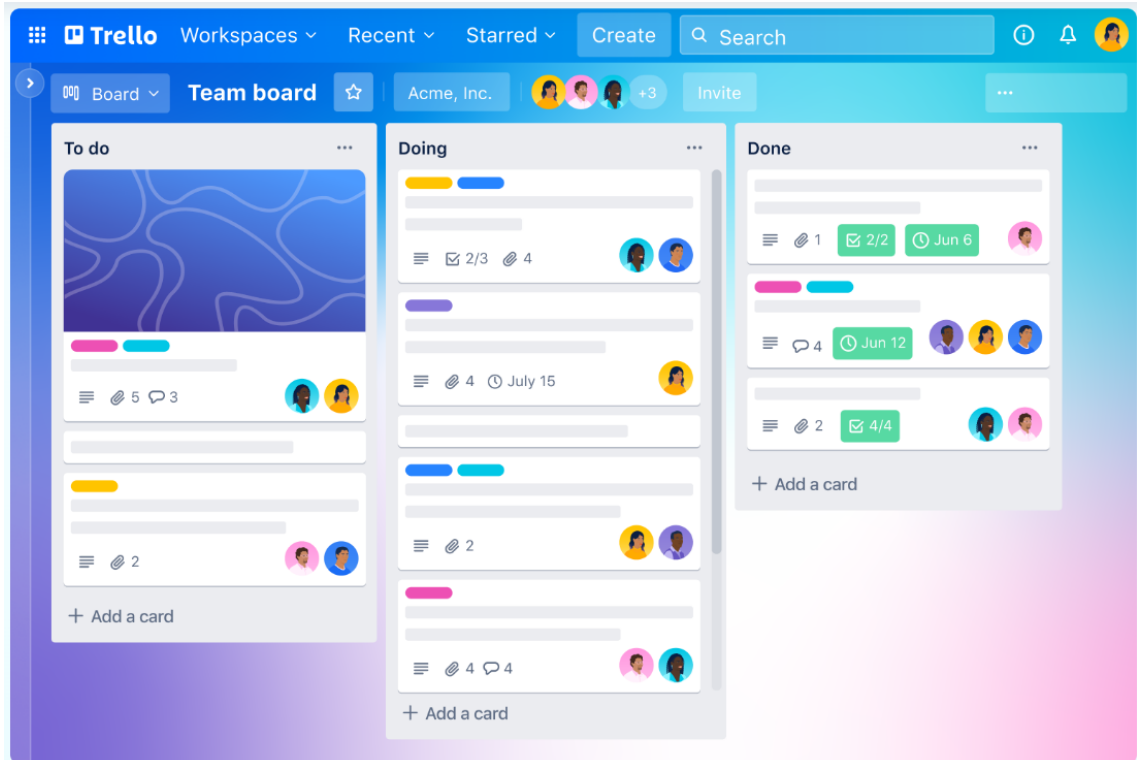 Trello Workspaces Recent Starred Create Search
Board Team board Acme, Inc. +3 Invite
To do
5 3
2
+ Add a card
Doing
2/3 4
4 July 15
2
4 4
+ Add a card
Done
1 2/2 Jun 6
4 Jun 12
2 4/4
+ Add a card